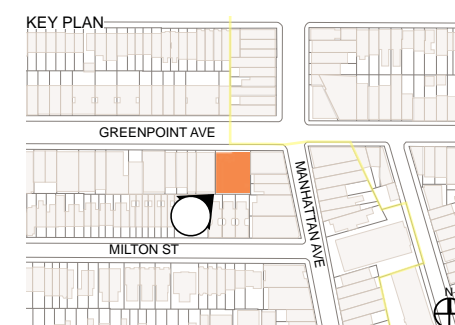 KEY PLAN
GREENPOINT AVE
MANHATTAN AVE
MILTON ST
N